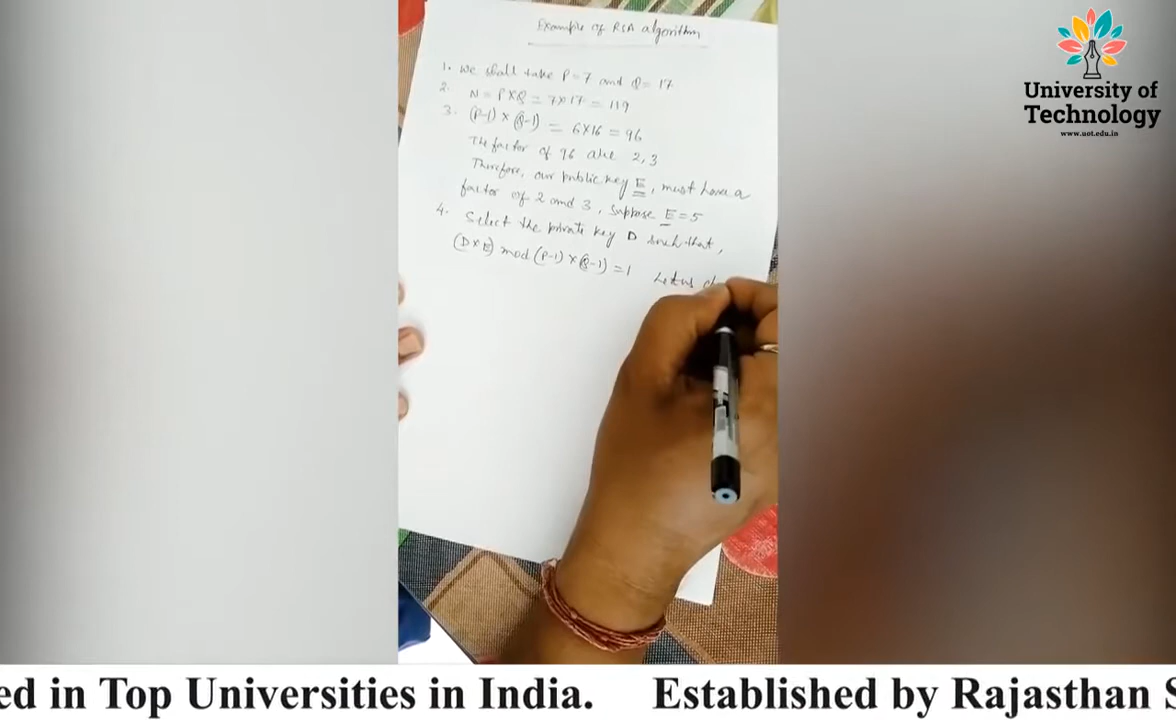 Example of RSA algorithm
1. We shall take P = 7 and Q = 17
2. N = P X Q = 7 X 17 = 119
3. (P-1) x (Q-1) = 6 X 16 = 96
The factor of 96 are 2, 3
Therefore, our public key E, must have a
factor of 2 and 3, Suppose E = 5
4. Select the private key D such that,
(D X E) mod (P-1) X (Q-1) = 1 Let us
University of
Technology
www.uot.edu.in
ed in Top Universities in India. Established by Rajasthan S